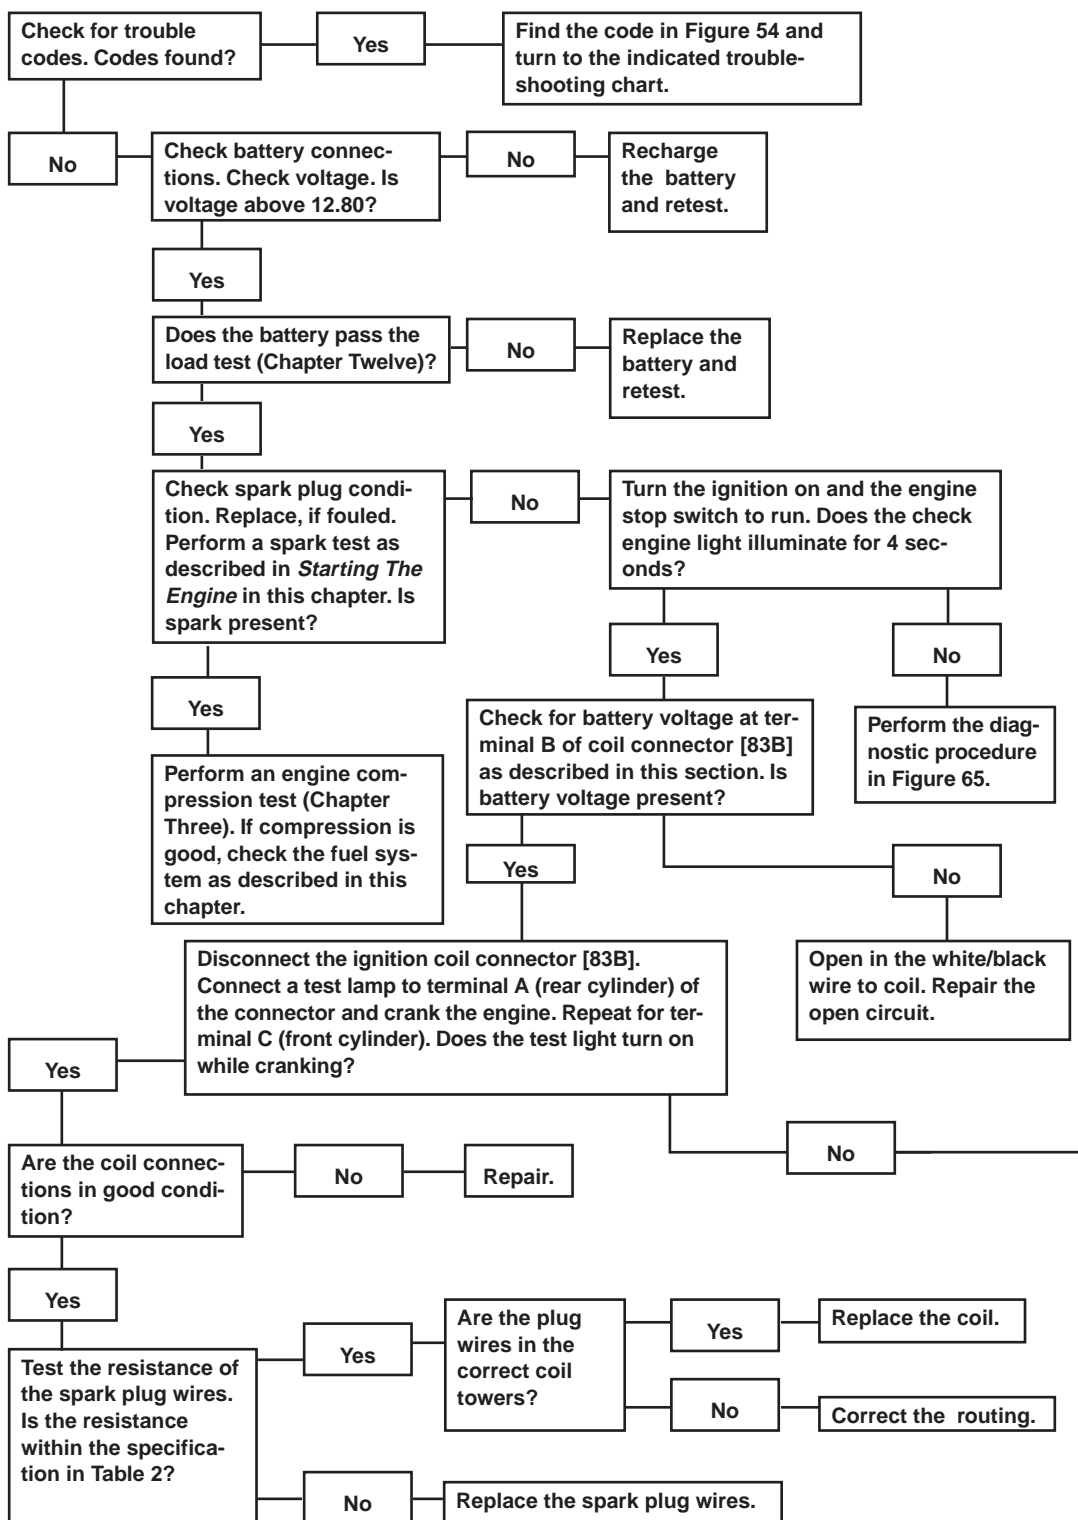 Check for trouble
codes. Codes found?
Yes
Find the code in Figure 54 and
turn to the indicated trouble-
shooting chart.
No
Check battery connec-
tions. Check voltage. Is
voltage above 12.80?
No
Recharge
the battery
and retest.
Yes
Does the battery pass the
load test (Chapter Twelve)?
No
Replace the
battery and
retest.
Yes
Check spark plug condi-
tion. Replace, if fouled.
Perform a spark test as
described in Starting The
Engine in this chapter. Is
spark present?
No
Turn the ignition on and the engine
stop switch to run. Does the check
engine light illuminate for 4 sec-
onds?
Yes
No
Yes
Check for battery voltage at ter-
minal B of coil connector [83B]
as described in this section. Is
battery voltage present?
Perform the diag-
nostic procedure
in Figure 65.
Perform an engine com-
pression test (Chapter
Three). If compression is
good, check the fuel sys-
tem as described in this
chapter.
Yes
No
Disconnect the ignition coil connector [83B].
Connect a test lamp to terminal A (rear cylinder) of
the connector and crank the engine. Repeat for ter-
minal C (front cylinder). Does the test light turn on
while cranking?
Open in the white/black
wire to coil. Repair the
open circuit.
Yes
No
Are the coil connec-
tions in good condi-
tion?
No
Repair.
Yes
Test the resistance of
the spark plug wires.
Is the resistance
within the specifica-
tion in Table 2?
Yes
Are the plug
wires in the
correct coil
towers?
Yes
Replace the coil.
No
Correct the routing.
No
Replace the spark plug wires.